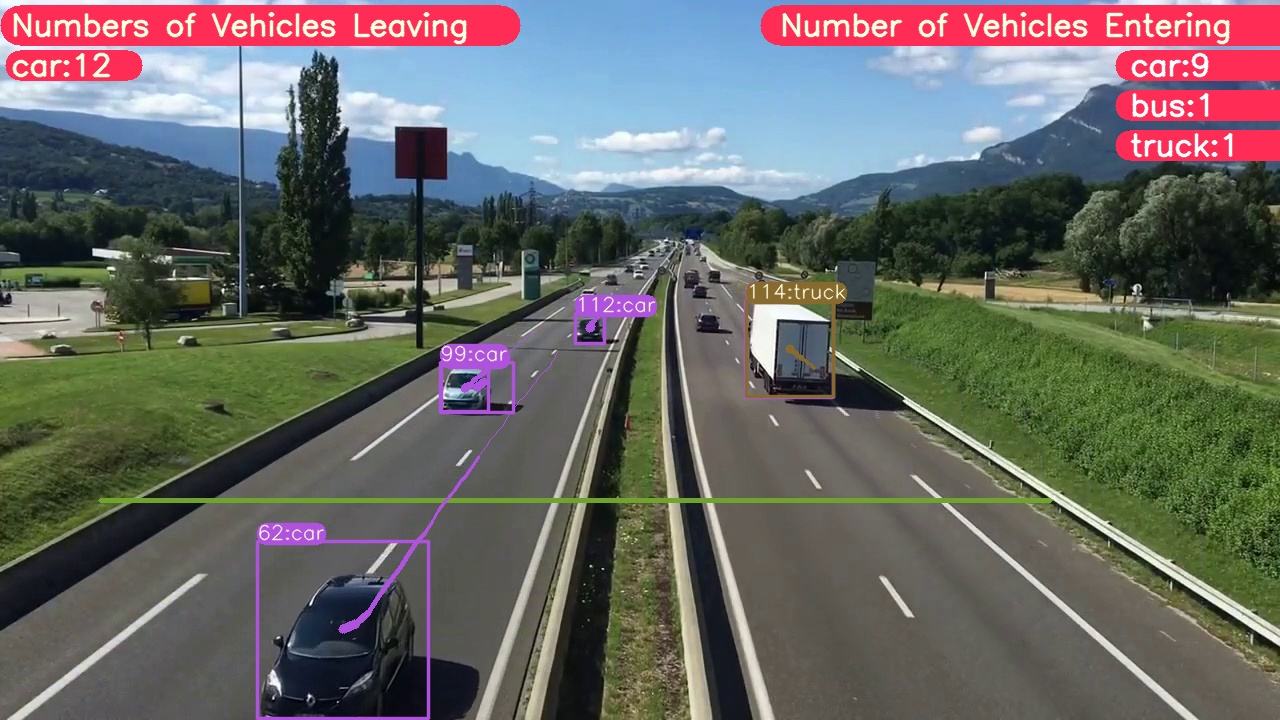 Numbers of Vehicles Leaving
Number of Vehicles Entering
car:12
car:9
bus:1
truck:1
114:truck
112:car
99:car
62:car